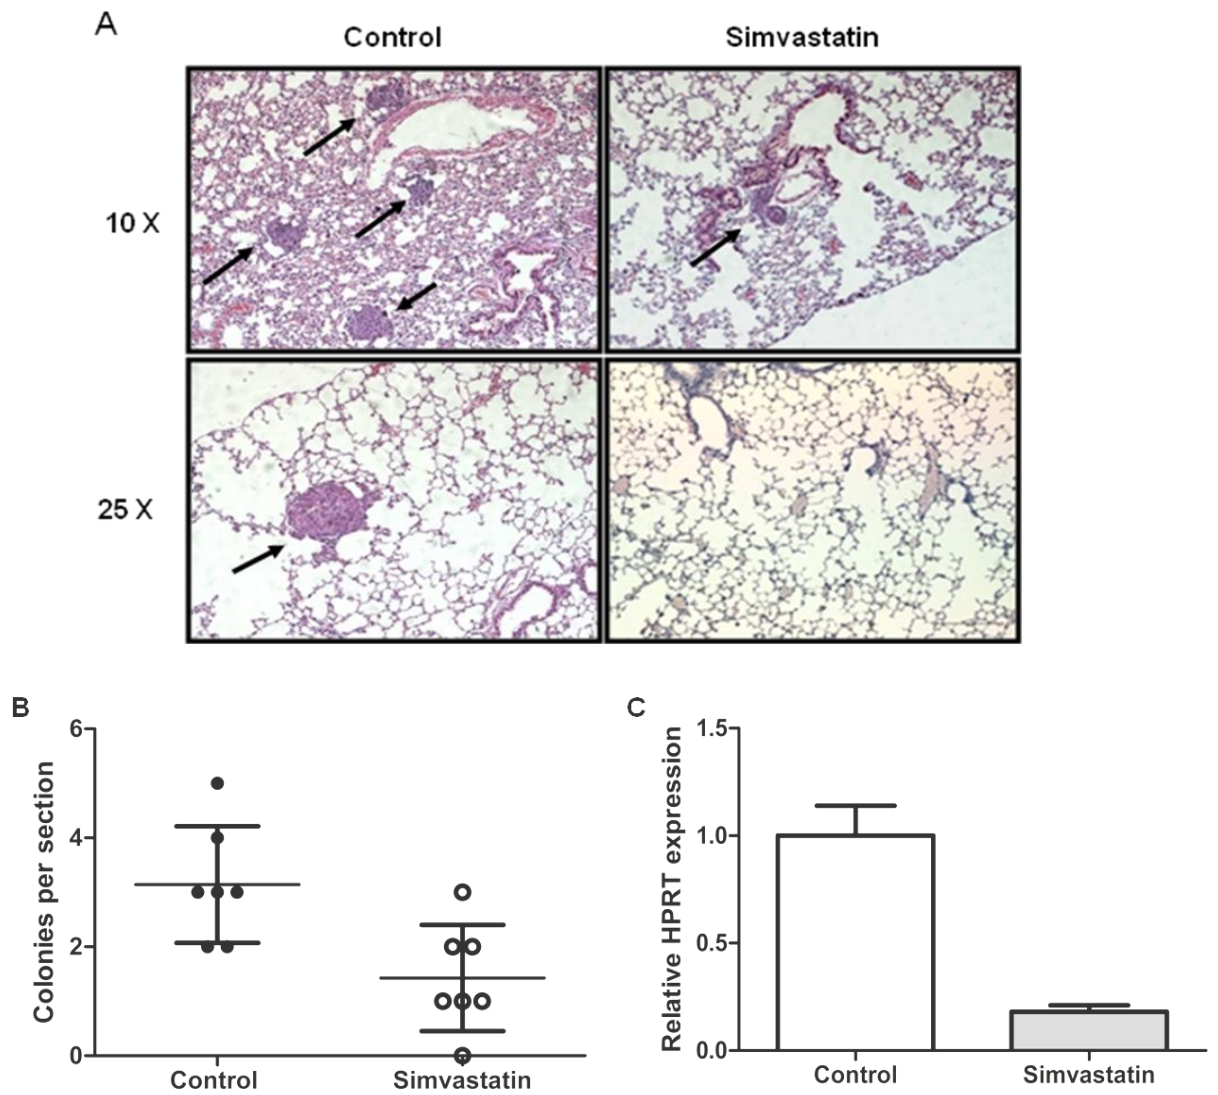 A
Control Simvastatin
10 X
25 X
B
6
4
2
0
Colonies per section
Control Simvastatin
C
1.5
1.0
0.5
0.0
Relative HPRT expression
Control Simvastatin